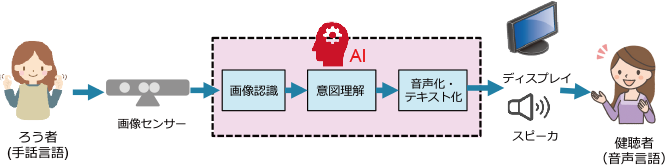 AI
画像認識
意図理解
音声化・
テキスト化
ろう者
(手話言語)
画像センサー
ディスプレイ
スピーカ
健聴者
(音声言語)